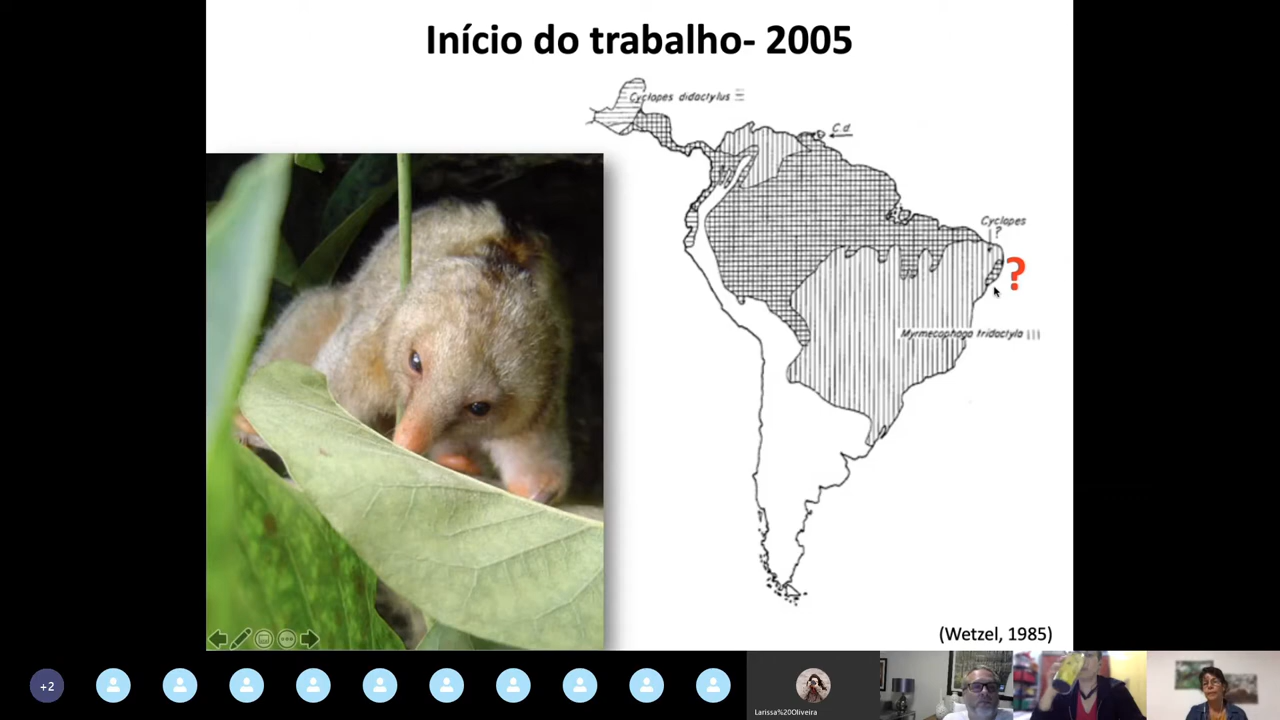 Início do trabalho- 2005
Cyclopes didactylus
C.d.
Cyclopes
?
?
Myrmecophaga tridactyla
(Wetzel, 1985)
+2
Larissa%20Oliveira